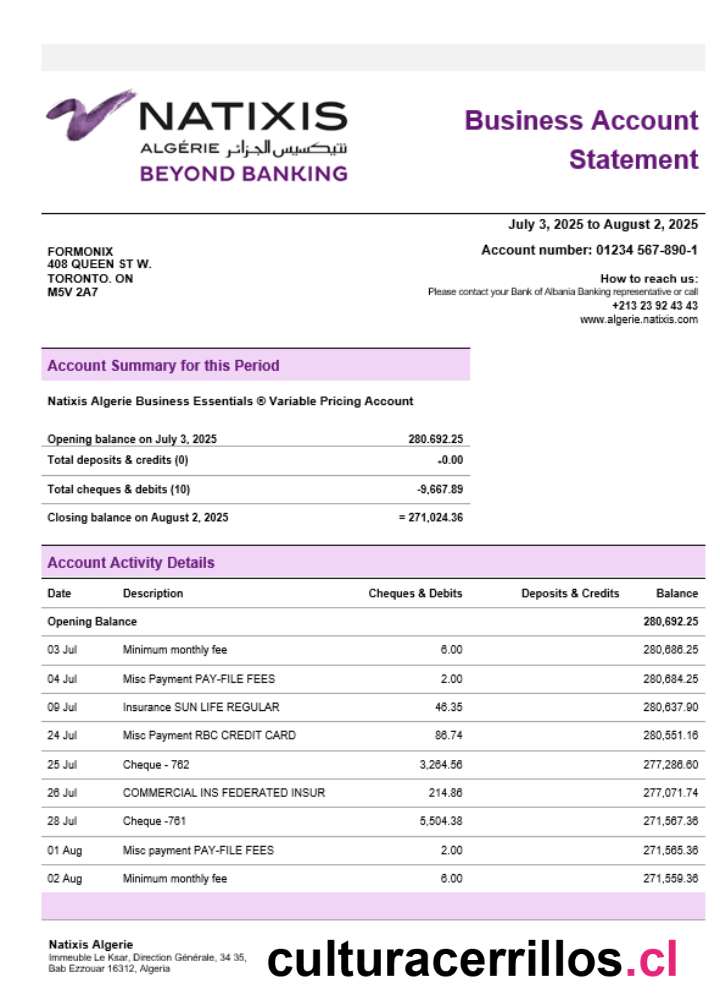 NATIXIS
ALGÉRIE نتيكسيس الجزائر
BEYOND BANKING
Business Account
Statement
July 3, 2025 to August 2, 2025
Account number: 01234 567-890-1
FORMONIX
408 QUEEN ST W.
TORONTO. ON
M5V 2A7
How to reach us:
Please contact your Bank of Albania Banking representative or call
+213 23 92 43 43
www.algerie.natixis.com
Account Summary for this Period
Natixis Algerie Business Essentials ® Variable Pricing Account
Opening balance on July 3, 2025 280.692.25
Total deposits & credits (0) -0.00
Total cheques & debits (10) -9,667.89
Closing balance on August 2, 2025 = 271,024.36
Account Activity Details
Date Description Cheques & Debits Deposits & Credits Balance
Opening Balance 280,692.25
03 Jul Minimum monthly fee 6.00 280,686.25
04 Jul Misc Payment PAY-FILE FEES 2.00 280,684.25
09 Jul Insurance SUN LIFE REGULAR 46.35 280,637.90
24 Jul Misc Payment RBC CREDIT CARD 86.74 280,551.16
25 Jul Cheque - 762 3,264.56 277,286.60
26 Jul COMMERCIAL INS FEDERATED INSUR 214.86 277,071.74
28 Jul Cheque -761 5,504.38 271,567.36
01 Aug Misc payment PAY-FILE FEES 2.00 271,565.36
02 Aug Minimum monthly fee 6.00 271,559.36
Natixis Algerie
Immeuble Le Ksar, Direction Générale, 34 35,
Bab Ezzouar 16312, Algeria
culturacerrillos.cl